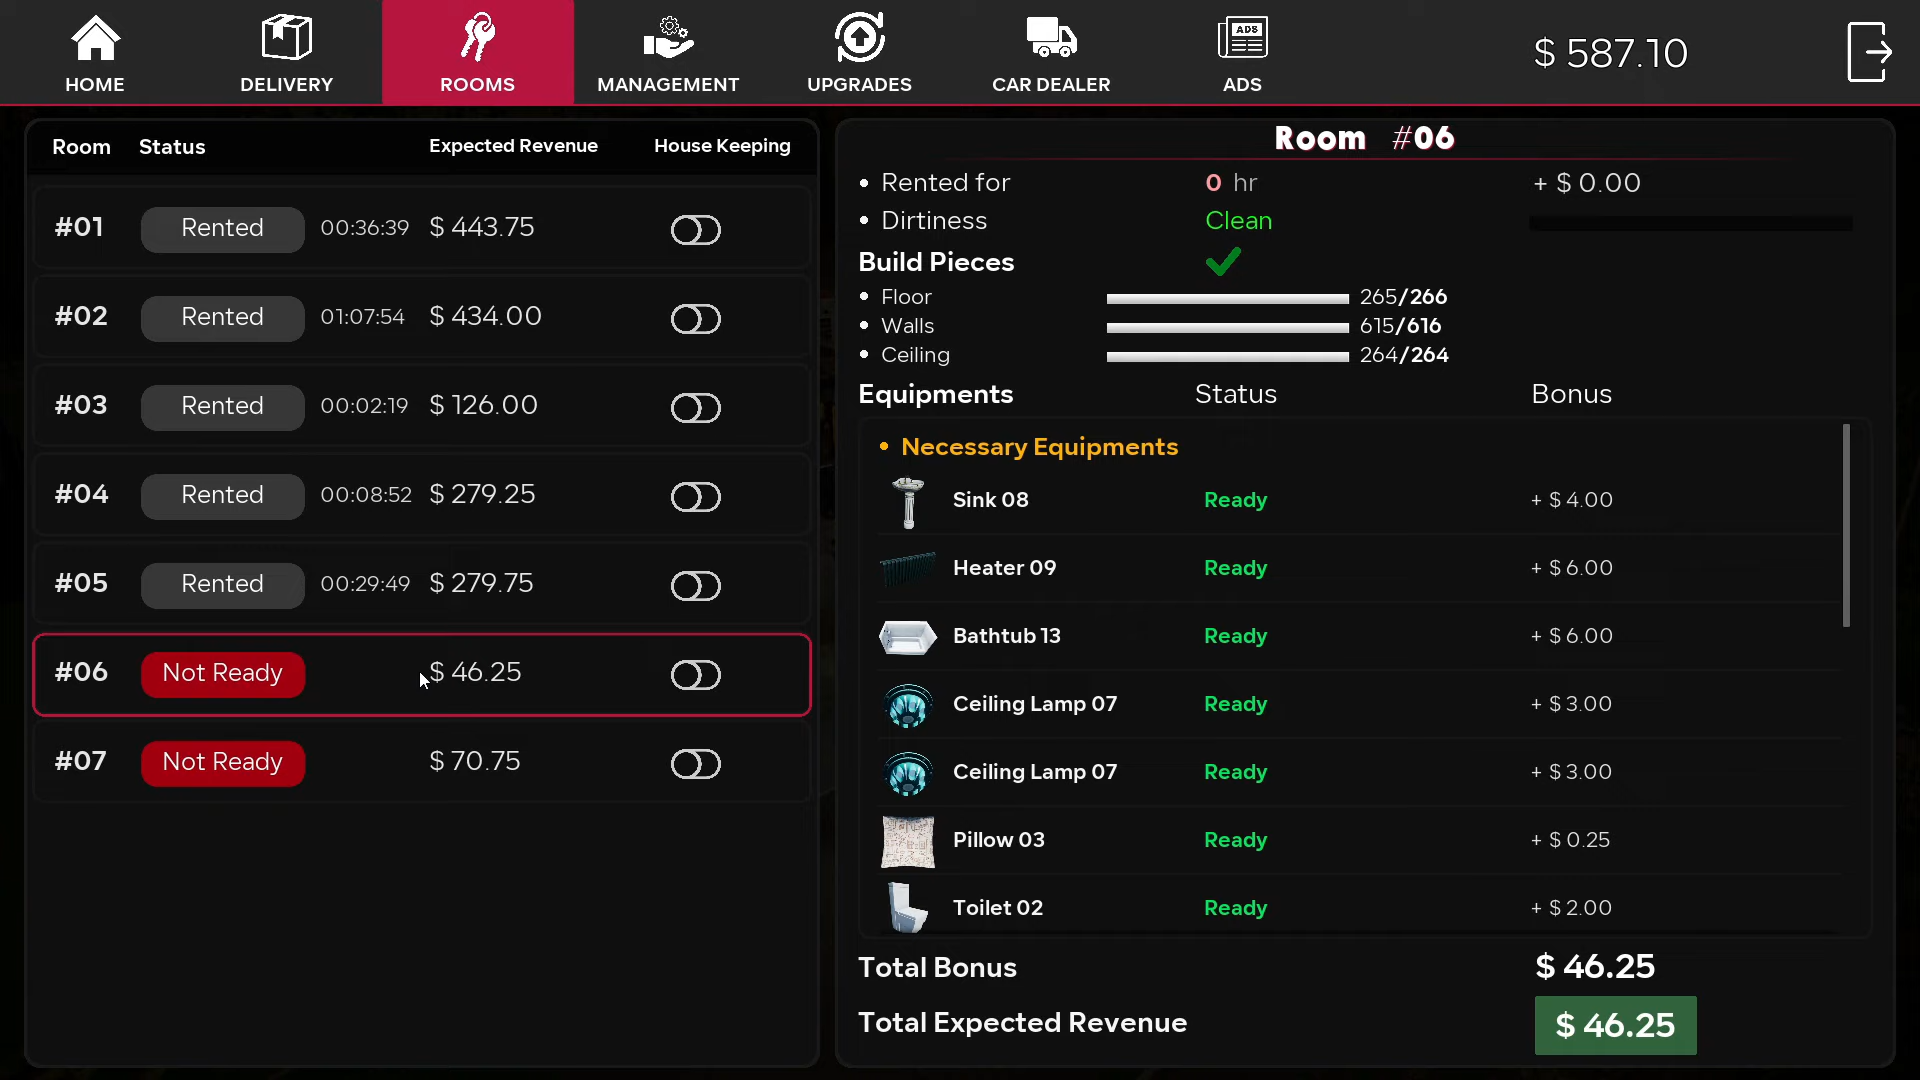 HOME
DELIVERY
ROOMS
MANAGEMENT
UPGRADES
CAR DEALER
ADS
ADS
$ 587.10
Room Status Expected Revenue House Keeping
#01 Rented 00:36:39 $ 443.75
#02 Rented 01:07:54 $ 434.00
#03 Rented 00:02:19 $ 126.00
#04 Rented 00:08:52 $ 279.25
#05 Rented 00:29:49 $ 279.75
#06 Not Ready $ 46.25
#07 Not Ready $ 70.75
Room #06
• Rented for 0 hr + $ 0.00
• Dirtiness Clean
Build Pieces
• Floor 265/266
• Walls 615/616
• Ceiling 264/264
Equipments Status Bonus
• Necessary Equipments
Sink 08 Ready + $ 4.00
Heater 09 Ready + $ 6.00
Bathtub 13 Ready + $ 6.00
Ceiling Lamp 07 Ready + $ 3.00
Ceiling Lamp 07 Ready + $ 3.00
Pillow 03 Ready + $ 0.25
Toilet 02 Ready + $ 2.00
Total Bonus $ 46.25
Total Expected Revenue $ 46.25